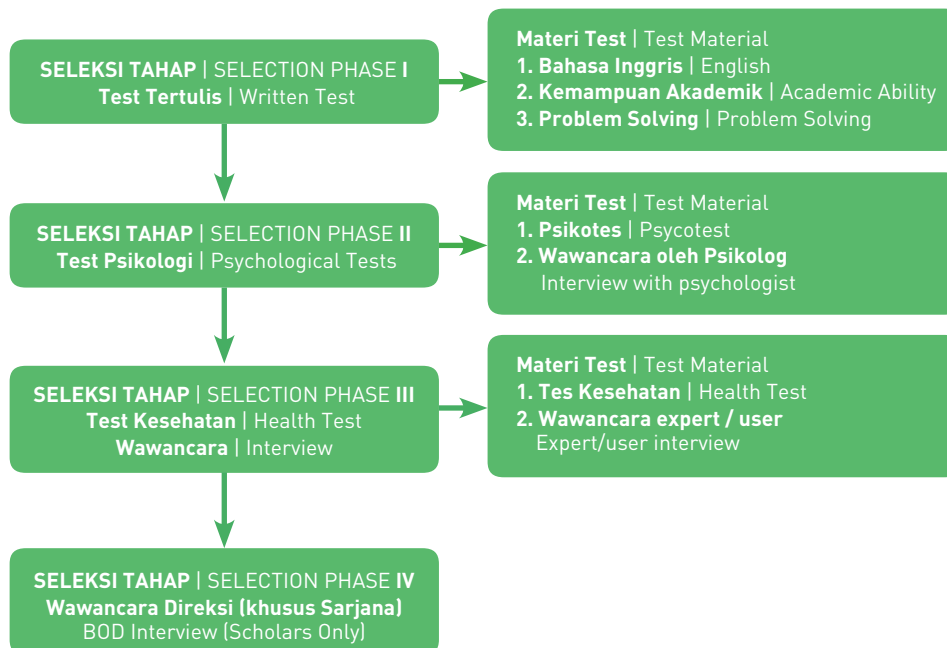 SELEKSI TAHAP | SELECTION PHASE I
Test Tertulis | Written Test
Materi Test | Test Material
1. Bahasa Inggris | English
2. Kemampuan Akademik | Academic Ability
3. Problem Solving | Problem Solving
SELEKSI TAHAP | SELECTION PHASE II
Test Psikologi | Psychological Tests
Materi Test | Test Material
1. Psikotes | Psycotest
2. Wawancara oleh Psikolog
Interview with psychologist
SELEKSI TAHAP | SELECTION PHASE III
Test Kesehatan | Health Test
Wawancara | Interview
Materi Test | Test Material
1. Tes Kesehatan | Health Test
2. Wawancara expert / user
Expert/user interview
SELEKSI TAHAP | SELECTION PHASE IV
Wawancara Direksi (khusus Sarjana)
BOD Interview (Scholars Only)